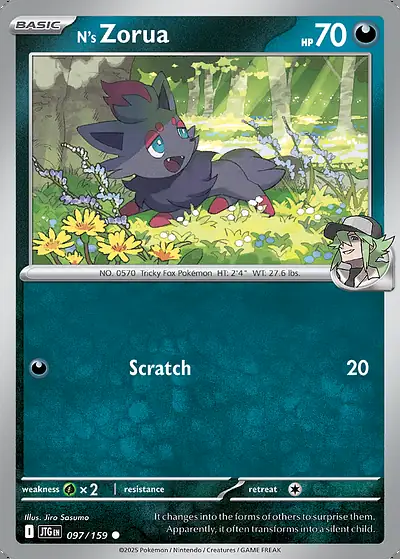 BASIC
N's Zorua
HP 70
NO. 0570 Tricky Fox Pokémon HT: 2'4" WT: 27.6 lbs.
Scratch 20
weakness ×2 resistance retreat
Illus. Jiro Sasumo
I JTG EN 097/159
It changes into the forms of others to surprise them.
Apparently, it often transforms into a silent child.
©2025 Pokémon / Nintendo / Creatures / GAME FREAK